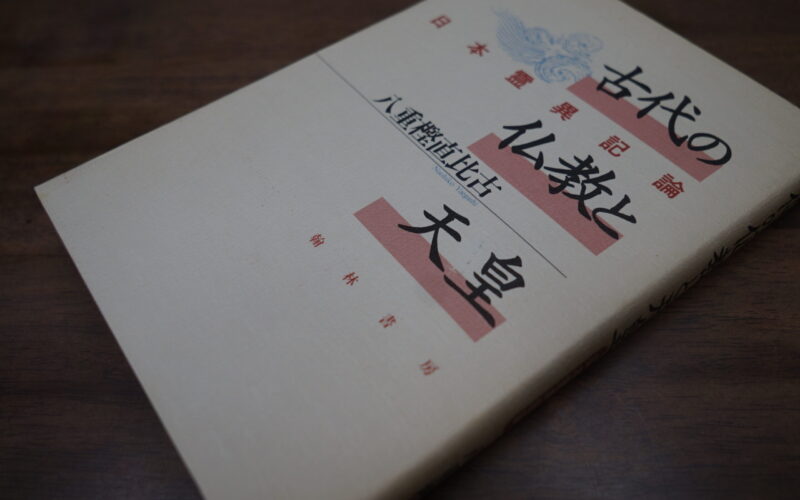 日本霊異記論
古代の
仏教と
天皇
八重樫直比古
翰林書房